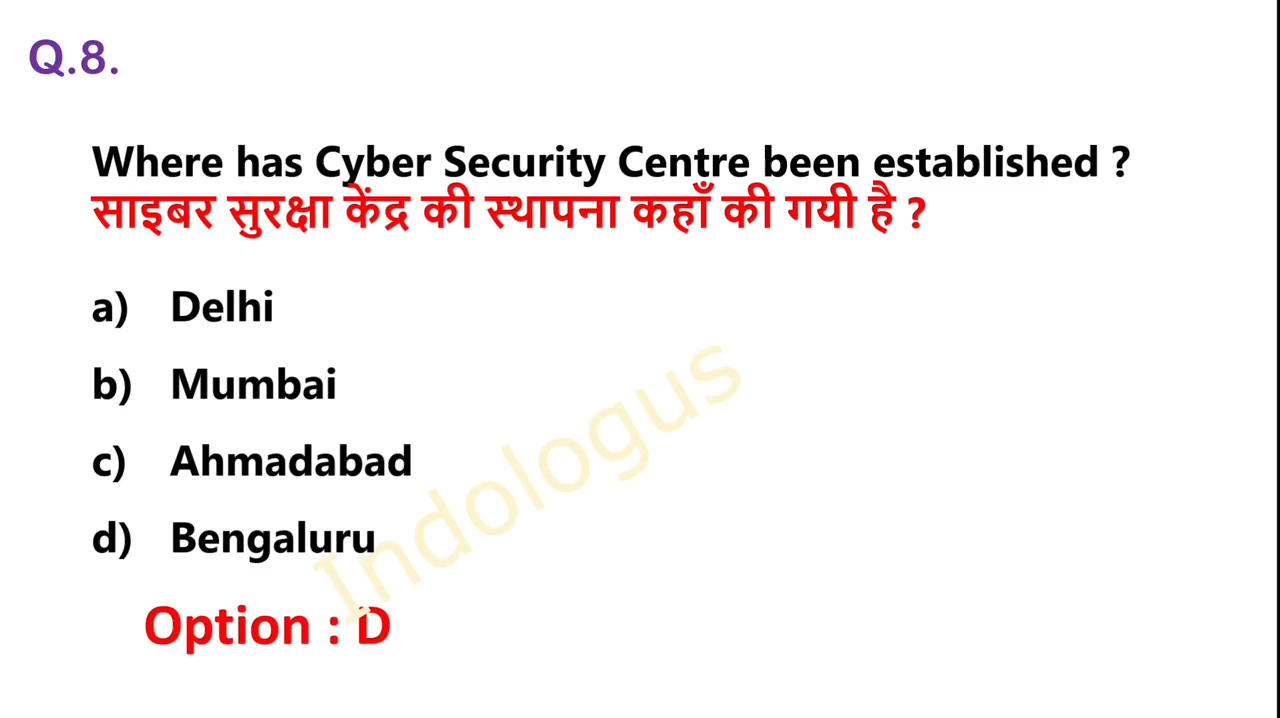 Q.8.
Where has Cyber Security Centre been established ?
साइबर सुरक्षा केंद्र की स्थापना कहाँ की गयी है ?
a) Delhi
b) Mumbai
c) Ahmadabad
d) Bengaluru
Indologus
Option : D